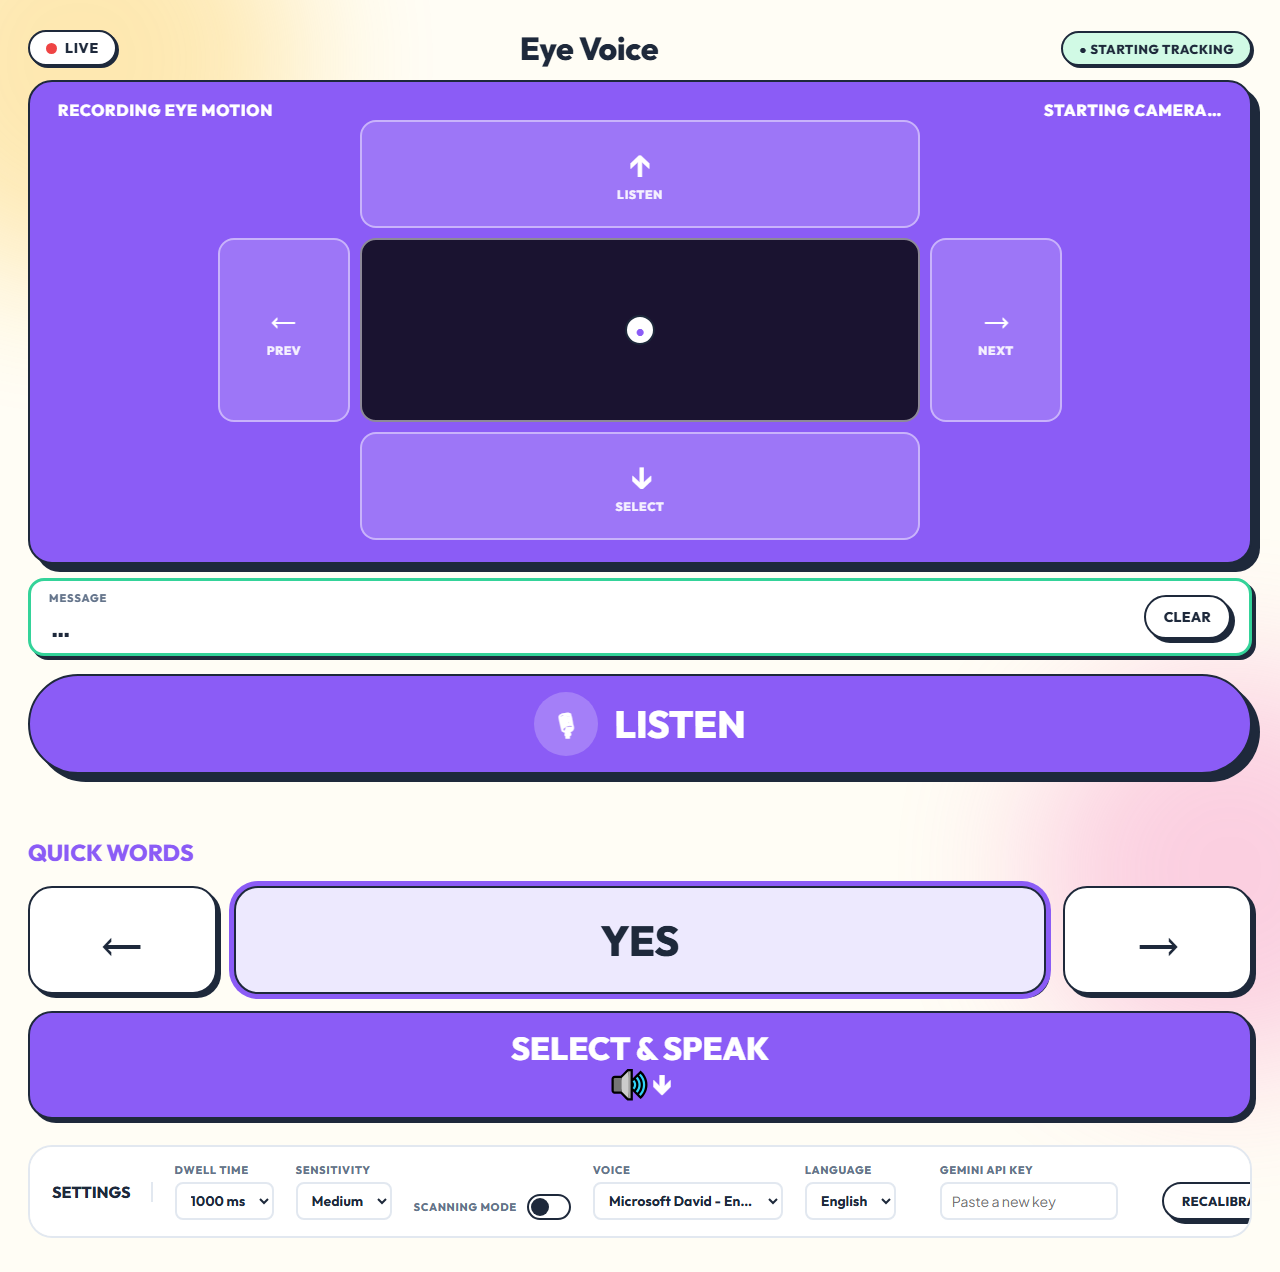 LIVE
Eye Voice
● STARTING TRACKING
RECORDING EYE MOTION
STARTING CAMERA...
↑
LISTEN
←
PREV
→
NEXT
↓
SELECT
MESSAGE
...
CLEAR
LISTEN
QUICK WORDS
←
YES
→
SELECT & SPEAK
🔊↓
SETTINGS
DWELL TIME
1000 ms
SENSITIVITY
Medium
SCANNING MODE
VOICE
Microsoft David - En...
LANGUAGE
English
GEMINI API KEY
Paste a new key
RECALIBRA